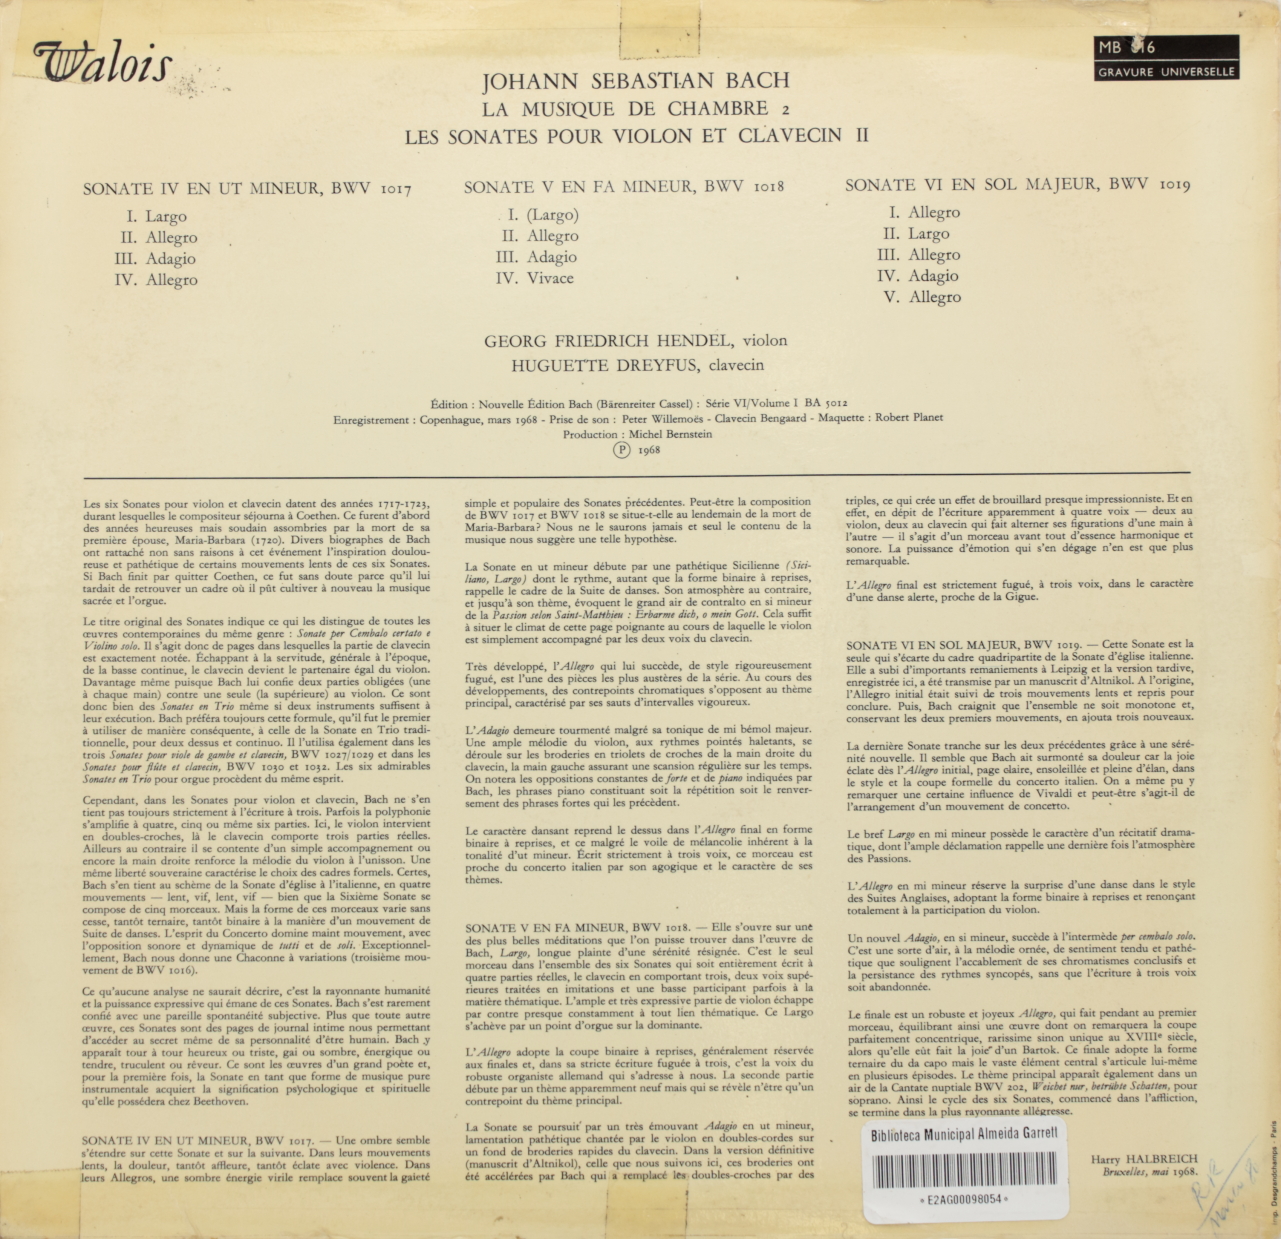 Valois
MB 16
GRAVURE UNIVERSELLE
JOHANN SEBASTIAN BACH
LA MUSIQUE DE CHAMBRE 2
LES SONATES POUR VIOLON ET CLAVECIN II
SONATE IV EN UT MINEUR, BWV 1017
I. Largo
II. Allegro
III. Adagio
IV. Allegro
SONATE V EN FA MINEUR, BWV 1018
I. (Largo)
II. Allegro
III. Adagio
IV. Vivace
SONATE VI EN SOL MAJEUR, BWV 1019
I. Allegro
II. Largo
III. Allegro
IV. Adagio
V. Allegro
GEORG FRIEDRICH HENDEL, violon
HUGUETTE DREYFUS, clavecin
Édition : Nouvelle Édition Bach (Bärenreiter Cassel) : Série VI/Volume I BA 5012
Enregistrement : Copenhague, mars 1968 - Prise de son : Peter Willemoës - Clavecin Bengaard - Maquette : Robert Planet
Production : Michel Bernstein
Ⓟ 1968
Les six Sonates pour violon et clavecin datent des années 1717-1723,
durant lesquelles le compositeur séjourna à Coethen. Ce furent d'abord
des années heureuses mais soudain assombries par la mort de sa
première épouse, Maria-Barbara (1720). Divers biographes de Bach
ont rattaché non sans raisons à cet événement l'inspiration doulou-
reuse et pathétique de certains mouvements lents de ces six Sonates.
Si Bach finit par quitter Coethen, ce fut sans doute parce qu'il lui
tardait de retrouver un cadre où il pût cultiver à nouveau la musique
sacrée et l'orgue.
Le titre original des Sonates indique ce qui les distingue de toutes les
œuvres contemporaines du même genre : Sonate per Cembalo certato e
Violino solo. Il s'agit donc de pages dans lesquelles la partie de clavecin
est exactement notée. Échappant à la servitude, générale à l'époque,
de la basse continue, le clavecin devient le partenaire égal du violon.
Davantage même puisque Bach lui confie deux parties obligées (une
à chaque main) contre une seule (la supérieure) au violon. Ce sont
donc bien des Sonates en Trio même si deux instruments suffisent à
leur exécution. Bach préféra toujours cette formule, qu'il fut le premier
à utiliser de manière conséquente, à celle de la Sonate en Trio tradi-
tionnelle, pour deux dessus et continuo. Il l'utilisa également dans les
trois Sonates pour viole de gambe et clavecin, BWV 1027/1029 et dans les
Sonates pour flûte et clavecin, BWV 1030 et 1032. Les six admirables
Sonates en Trio pour orgue procèdent du même esprit.
Cependant, dans les Sonates pour violon et clavecin, Bach ne s'en
tient pas toujours strictement à l'écriture à trois. Parfois la polyphonie
s'amplifie à quatre, cinq ou même six parties. Ici, le violon intervient
en doubles-croches, là le clavecin comporte trois parties réelles.
Ailleurs au contraire il se contente d'un simple accompagnement ou
encore la main droite renforce la mélodie du violon à l'unisson. Une
même liberté souveraine caractérise le choix des cadres formels. Certes,
Bach s'en tient au schème de la Sonate d'église à l'italienne, en quatre
mouvements — lent, vif, lent, vif — bien que la Sixième Sonate se
compose de cinq morceaux. Mais la forme de ces morceaux varie sans
cesse, tantôt ternaire, tantôt binaire à la manière d'un mouvement de
Suite de danses. L'esprit du Concerto domine maint mouvement, avec
l'opposition sonore et dynamique de tutti et de soli. Exceptionnel-
lement, Bach nous donne une Chaconne à variations (troisième mou-
vement de BWV 1016).
Ce qu'aucune analyse ne saurait décrire, c'est la rayonnante humanité
et la puissance expressive qui émane de ces Sonates. Bach s'est rarement
confié avec une pareille spontanéité subjective. Plus que toute autre
œuvre, ces Sonates sont des pages de journal intime nous permettant
d'accéder au secret même de sa personnalité d'être humain. Bach y
apparaît tour à tour heureux ou triste, gai ou sombre, énergique ou
tendre, truculent ou rêveur. Ce sont les œuvres d'un grand poète et,
pour la première fois, la Sonate en tant que forme de musique pure
instrumentale acquiert la signification psychologique et spirituelle
qu'elle possédera chez Beethoven.
SONATE IV EN UT MINEUR, BWV 1017. — Une ombre semble
s'étendre sur cette Sonate et sur la suivante. Dans leurs mouvements
lents, la douleur, tantôt affleure, tantôt éclate avec violence. Dans
leurs Allegros, une sombre énergie virile remplace souvent la gaieté
simple et populaire des Sonates précédentes. Peut-être la composition
de BWV 1017 et BWV 1018 se situe-t-elle au lendemain de la mort de
Maria-Barbara? Nous ne le saurons jamais et seul le contenu de la
musique nous suggère une telle hypothèse.
La Sonate en ut mineur débute par une pathétique Sicilienne (Sici-
liano, Largo) dont le rythme, autant que la forme binaire à reprises,
rappelle le cadre de la Suite de danses. Son atmosphère au contraire,
et jusqu'à son thème, évoquent le grand air de contralto en si mineur
de la Passion selon Saint-Matthieu : Erbarme dich, o mein Gott. Cela suffit
à situer le climat de cette page poignante au cours de laquelle le violon
est simplement accompagné par les deux voix du clavecin.
Très développé, l'Allegro qui lui succède, de style rigoureusement
fugué, est l'une des pièces les plus austères de la série. Au cours des
développements, des contrepoints chromatiques s'opposent au thème
principal, caractérisé par ses sauts d'intervalles vigoureux.
L'Adagio demeure tourmenté malgré sa tonique de mi bémol majeur.
Une ample mélodie du violon, aux rythmes pointés haletants, se
déroule sur les broderies en triolets de croches de la main droite du
clavecin, la main gauche assurant une scansion régulière sur les temps.
On notera les oppositions constantes de forte et de piano indiquées par
Bach, les phrases piano constituant soit la répétition soit le renver-
sement des phrases fortes qui les précèdent.
Le caractère dansant reprend le dessus dans l'Allegro final en forme
binaire à reprises, et ce malgré le voile de mélancolie inhérent à la
tonalité d'ut mineur. Écrit strictement à trois voix, ce morceau est
proche du concerto italien par son agogique et le caractère de ses
thèmes.
SONATE V EN FA MINEUR, BWV 1018. — Elle s'ouvre sur une
des plus belles méditations que l'on puisse trouver dans l'œuvre de
Bach, Largo, longue plainte d'une sérénité résignée. C'est le seul
morceau dans l'ensemble des six Sonates qui soit entièrement écrit à
quatre parties réelles, le clavecin en comportant trois, deux voix supé-
rieures traitées en imitations et une basse participant parfois à la
matière thématique. L'ample et très expressive partie de violon échappe
par contre presque constamment à tout lien thématique. Ce Largo
s'achève par un point d'orgue sur la dominante.
L'Allegro adopte la coupe binaire à reprises, généralement réservée
aux finales et, dans sa stricte écriture fuguée à trois, c'est la voix du
robuste organiste allemand qui s'adresse à nous. La seconde partie
débute par un thème apparemment neuf mais qui se révèle n'être qu'un
contrepoint du thème principal.
La Sonate se poursuit par un très émouvant Adagio en ut mineur,
lamentation pathétique chantée par le violon en doubles-cordes sur
un fond de broderies rapides du clavecin. Dans la version définitive
(manuscrit d'Altnikol), celle que nous suivons ici, ces broderies ont
été accélérées par Bach qui a remplacé les doubles-croches par des
triples, ce qui crée un effet de brouillard presque impressionniste. Et en
effet, en dépit de l'écriture apparemment à quatre voix — deux au
violon, deux au clavecin qui fait alterner ses figurations d'une main à
l'autre — il s'agit d'un morceau avant tout d'essence harmonique et
sonore. La puissance d'émotion qui s'en dégage n'en est que plus
remarquable.
L'Allegro final est strictement fugué, à trois voix, dans le caractère
d'une danse alerte, proche de la Gigue.
SONATE VI EN SOL MAJEUR, BWV 1019. — Cette Sonate est la
seule qui s'écarte du cadre quadripartite de la Sonate d'église italienne.
Elle a subi d'importants remaniements à Leipzig et la version tardive,
enregistrée ici, a été transmise par un manuscrit d'Altnikol. A l'origine,
l'Allegro initial était suivi de trois mouvements lents et repris pour
conclure. Puis, Bach craignit que l'ensemble ne soit monotone et,
conservant les deux premiers mouvements, en ajouta trois nouveaux.
La dernière Sonate tranche sur les deux précédentes grâce à une séré-
nité nouvelle. Il semble que Bach ait surmonté sa douleur car la joie
éclate dès l'Allegro initial, page claire, ensoleillée et pleine d'élan, dans
le style et la coupe formelle du concerto italien. On a même pu y
remarquer une certaine influence de Vivaldi et peut-être s'agit-il de
l'arrangement d'un mouvement de concerto.
Le bref Largo en mi mineur possède le caractère d'un récitatif drama-
tique, dont l'ample déclamation rappelle une dernière fois l'atmosphère
des Passions.
L'Allegro en mi mineur réserve la surprise d'une danse dans le style
des Suites Anglaises, adoptant la forme binaire à reprises et renonçant
totalement à la participation du violon.
Un nouvel Adagio, en si mineur, succède à l'intermède per cembalo solo.
C'est une sorte d'air, à la mélodie ornée, de sentiment tendu et pathé-
tique que soulignent l'accablement de ses chromatismes conclusifs et
la persistance des rythmes syncopés, sans que l'écriture à trois voix
soit abandonnée.
Le finale est un robuste et joyeux Allegro, qui fait pendant au premier
morceau, équilibrant ainsi une œuvre dont on remarquera la coupe
parfaitement concentrique, rarissime sinon unique au XVIIIe siècle,
alors qu'elle eût fait la joie d'un Bartok. Ce finale adopte la forme
ternaire du da capo mais le vaste élément central s'articule lui-même
en plusieurs épisodes. Le thème principal apparaît également dans un
air de la Cantate nuptiale BWV 202, Weichet nur, betrübte Schatten, pour
soprano. Ainsi le cycle des six Sonates, commencé dans l'affliction,
se termine dans la plus rayonnante allégresse.
Harry HALBREICH
Bruxelles, mai 1968.
Biblioteca Municipal Almeida Garrett
* E2AG00098054 *
Imp. Desgrandchamps - Paris